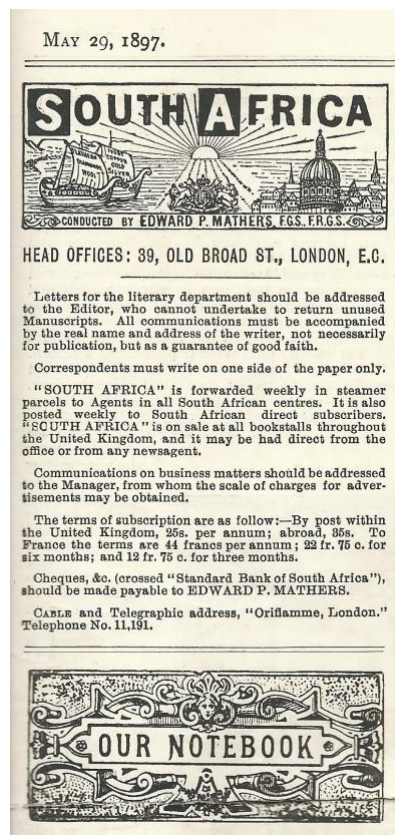 MAY 29, 1897.
SOUTH AFRICA
CONDUCTED BY EDWARD P. MATHERS, F.G.S., F.R.G.S.
HEAD OFFICES: 39, OLD BROAD ST., LONDON, E.C.
Letters for the literary department should be addressed
to the Editor, who cannot undertake to return unused
Manuscripts. All communications must be accompanied
by the real name and address of the writer, not necessarily
for publication, but as a guarantee of good faith.
Correspondents must write on one side of the paper only.
"SOUTH AFRICA" is forwarded weekly in steamer
parcels to Agents in all South African centres. It is also
posted weekly to South African direct subscribers.
"SOUTH AFRICA" is on sale at all bookstalls throughout
the United Kingdom, and it may be had direct from the
office or from any newsagent.
Communications on business matters should be addressed
to the Manager, from whom the scale of charges for adver-
tisements may be obtained.
The terms of subscription are as follow:—By post within
the United Kingdom, 25s. per annum; abroad, 35s. To
France the terms are 44 francs per annum; 22 fr. 75 c. for
six months; and 12 fr. 75 c. for three months.
Cheques, &c. (crossed "Standard Bank of South Africa"),
should be made payable to EDWARD P. MATHERS.
CABLE and Telegraphic address, "Oriflamme, London."
Telephone No. 11,191.
OUR NOTEBOOK